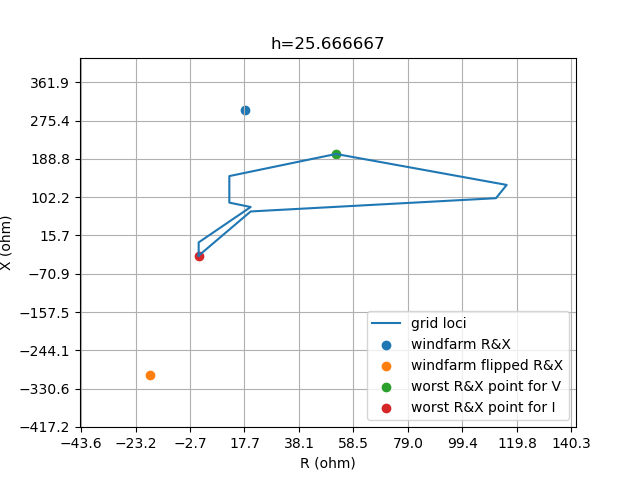 h=25.666667
361.9
275.4
188.8
102.2
15.7
−70.9
−157.5
−244.1
−330.6
−417.2
X (ohm)
grid loci
windfarm R&X
windfarm flipped R&X
worst R&X point for V
worst R&X point for I
−43.6 −23.2 −2.7 17.7 38.1 58.5 79.0 99.4 119.8 140.3
R (ohm)